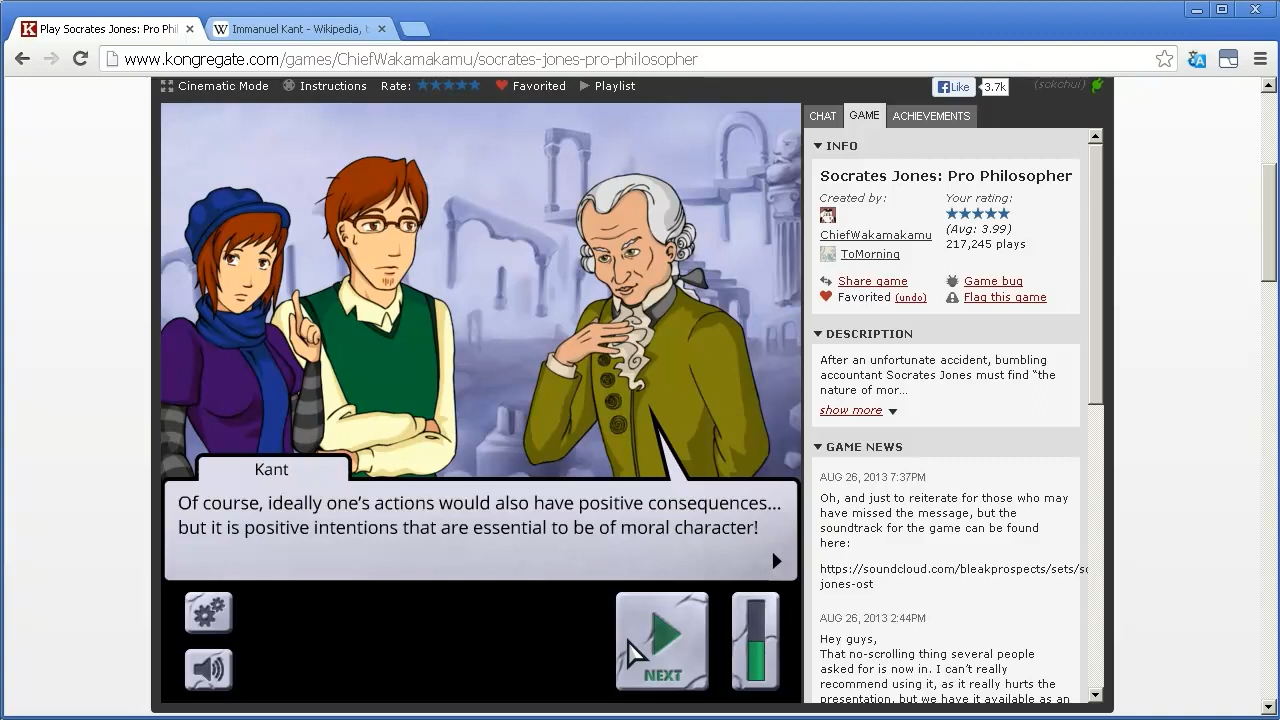 Play Socrates Jones: Pro Phil
Immanuel Kant - Wikipedia, t
www.kongregate.com/games/ChiefWakamakamu/socrates-jones-pro-philosopher
Cinematic Mode
Instructions
Rate:
Favorited
Playlist
Like
3.7k
(sokchui)
CHAT
GAME
ACHIEVEMENTS
INFO
Socrates Jones: Pro Philosopher
Created by:
ChiefWakamakamu
ToMorning
Your rating:
(Avg: 3.99)
217,245 plays
Share game
Game bug
Favorited (undo)
Flag this game
DESCRIPTION
After an unfortunate accident, bumbling
accountant Socrates Jones must find “the
nature of mor...
show more
GAME NEWS
AUG 26, 2013 7:37PM
Oh, and just to reiterate for those who may
have missed the message, but the
soundtrack for the game can be found
here:
https://soundcloud.com/bleakprospects/sets/so
jones-ost
AUG 26, 2013 2:44PM
Hey guys,
That no-scrolling thing several people
asked for is now in. I can’t really
recommend using it, as it really hurts the
presentation, but we have it available as an
Kant
Of course, ideally one’s actions would also have positive consequences...
but it is positive intentions that are essential to be of moral character!
NEXT